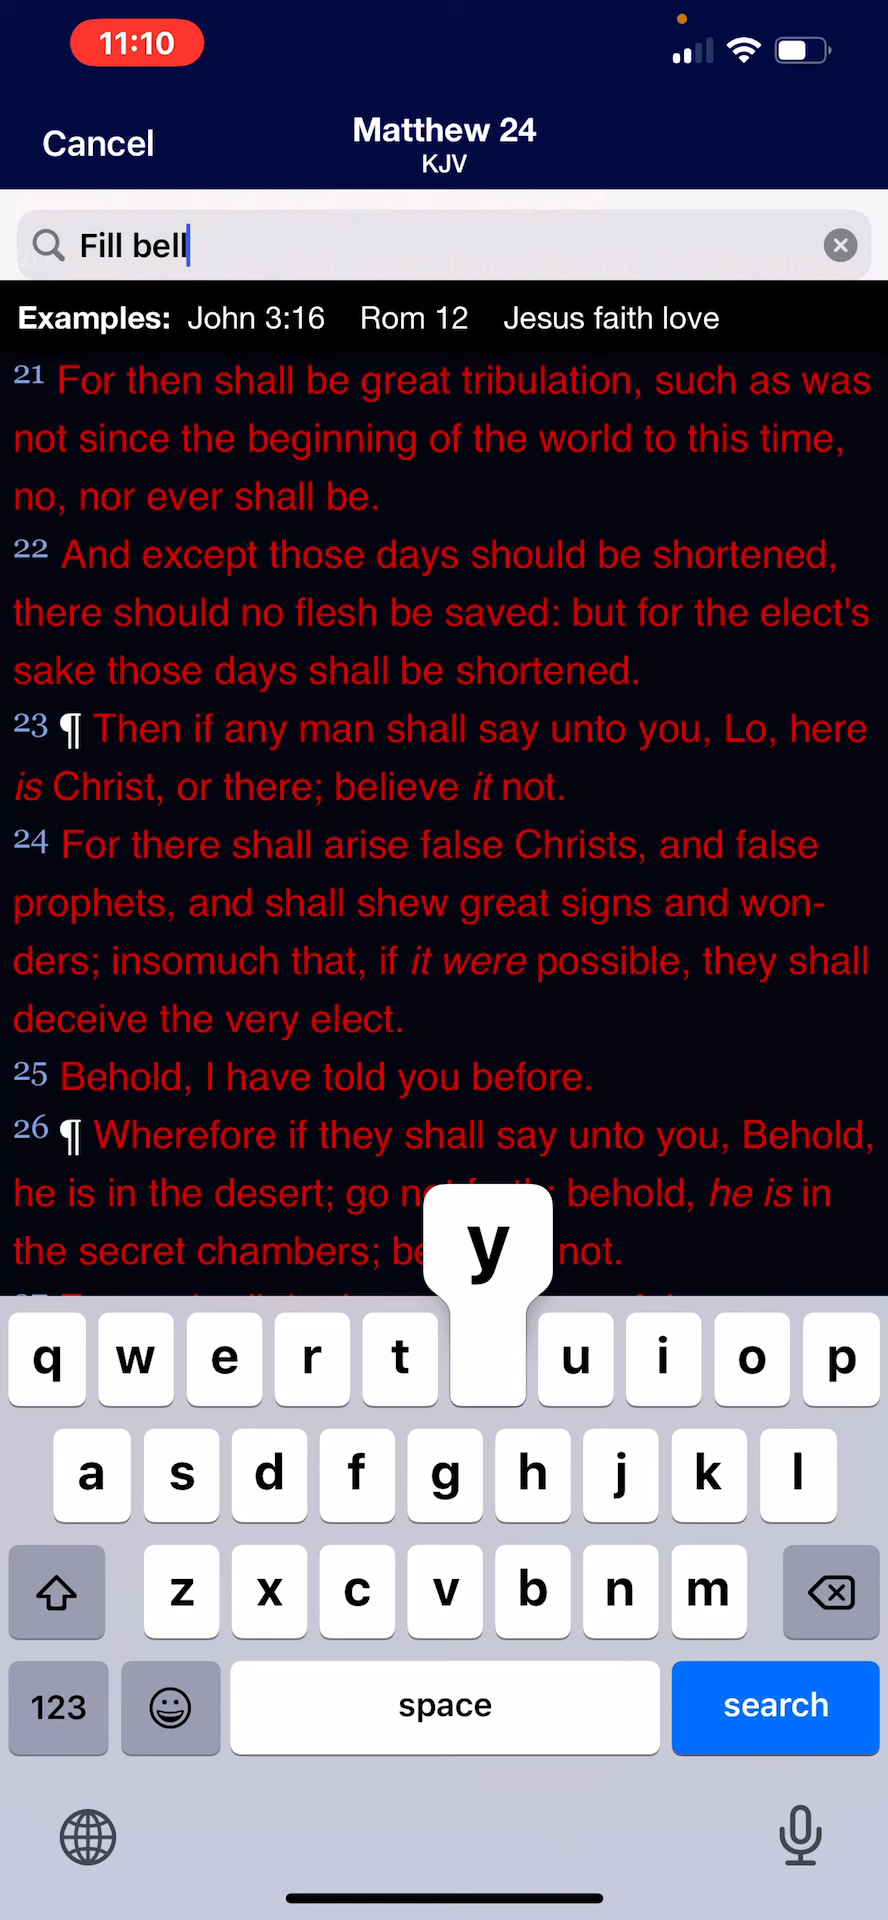 11:10
Cancel
Matthew 24
KJV
Fill bell
Examples: John 3:16 Rom 12 Jesus faith love
21 For then shall be great tribulation, such as was
not since the beginning of the world to this time,
no, nor ever shall be.
22 And except those days should be shortened,
there should no flesh be saved: but for the elect's
sake those days shall be shortened.
23 ¶ Then if any man shall say unto you, Lo, here
is Christ, or there; believe it not.
24 For there shall arise false Christs, and false
prophets, and shall shew great signs and won-
ders; insomuch that, if it were possible, they shall
deceive the very elect.
25 Behold, I have told you before.
26 ¶ Wherefore if they shall say unto you, Behold,
he is in the desert; go behold, he is in
the secret chambers; not.
y
q w e r t u i o p
a s d f g h j k l
z x c v b n m
123 space search